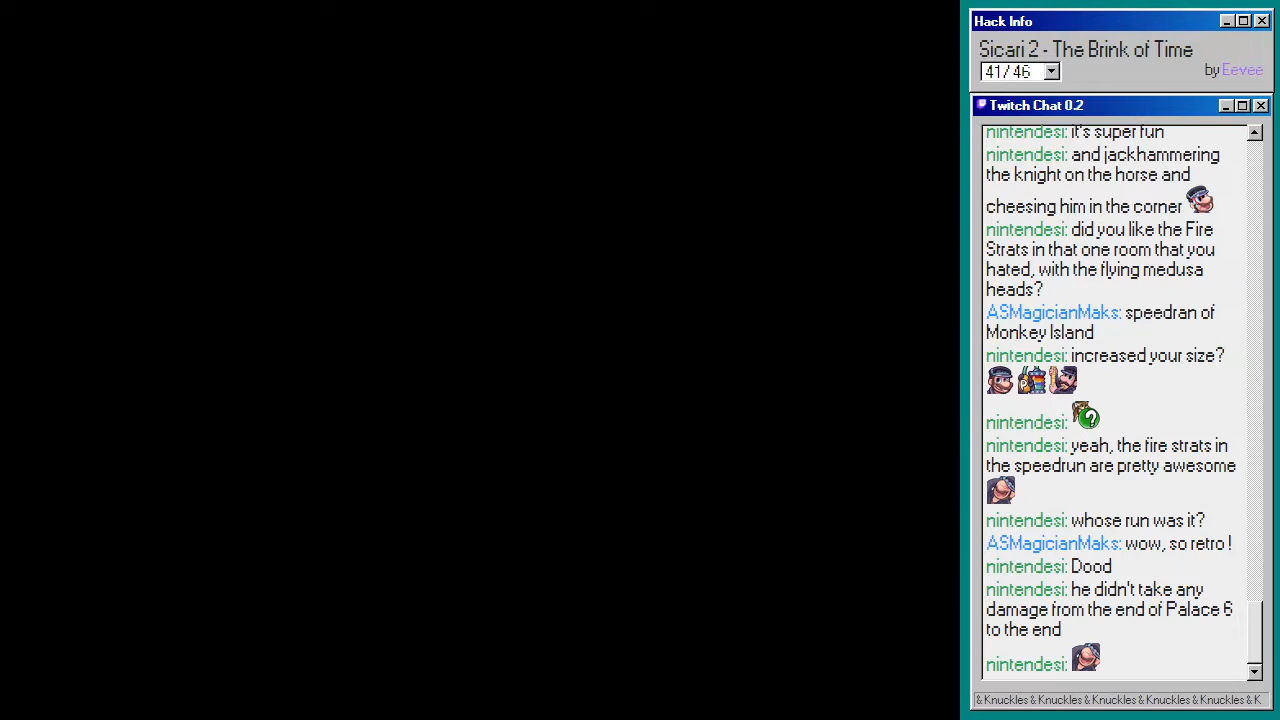 Hack Info
Sicari 2 - The Brink of Time
41/46
by Eevee
Twitch Chat 0.2
nintendesi: it's super fun
nintendesi: and jackhammering
the knight on the horse and
cheesing him in the corner
nintendesi: did you like the Fire
Strats in that one room that you
hated, with the flying medusa
heads?
ASMagicianMaks: speedran of
Monkey Island
nintendesi: increased your size?
nintendesi:
nintendesi: yeah, the fire strats in
the speedrun are pretty awesome
nintendesi: whose run was it?
ASMagicianMaks: wow, so retro!
nintendesi: Dood
nintendesi: he didn't take any
damage from the end of Palace 6
to the end
nintendesi:
& Knuckles & Knuckles & Knuckles & Knuckles & Knuckles & K